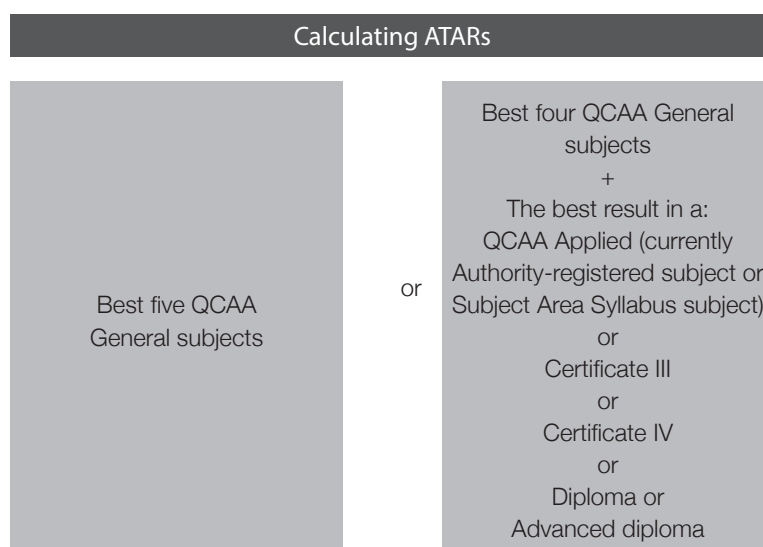 Calculating ATARs
Best five QCAA
General subjects
or
Best four QCAA General
subjects
+
The best result in a:
QCAA Applied (currently
Authority-registered subject or
Subject Area Syllabus subject)
or
Certificate III
or
Certificate IV
or
Diploma or
Advanced diploma